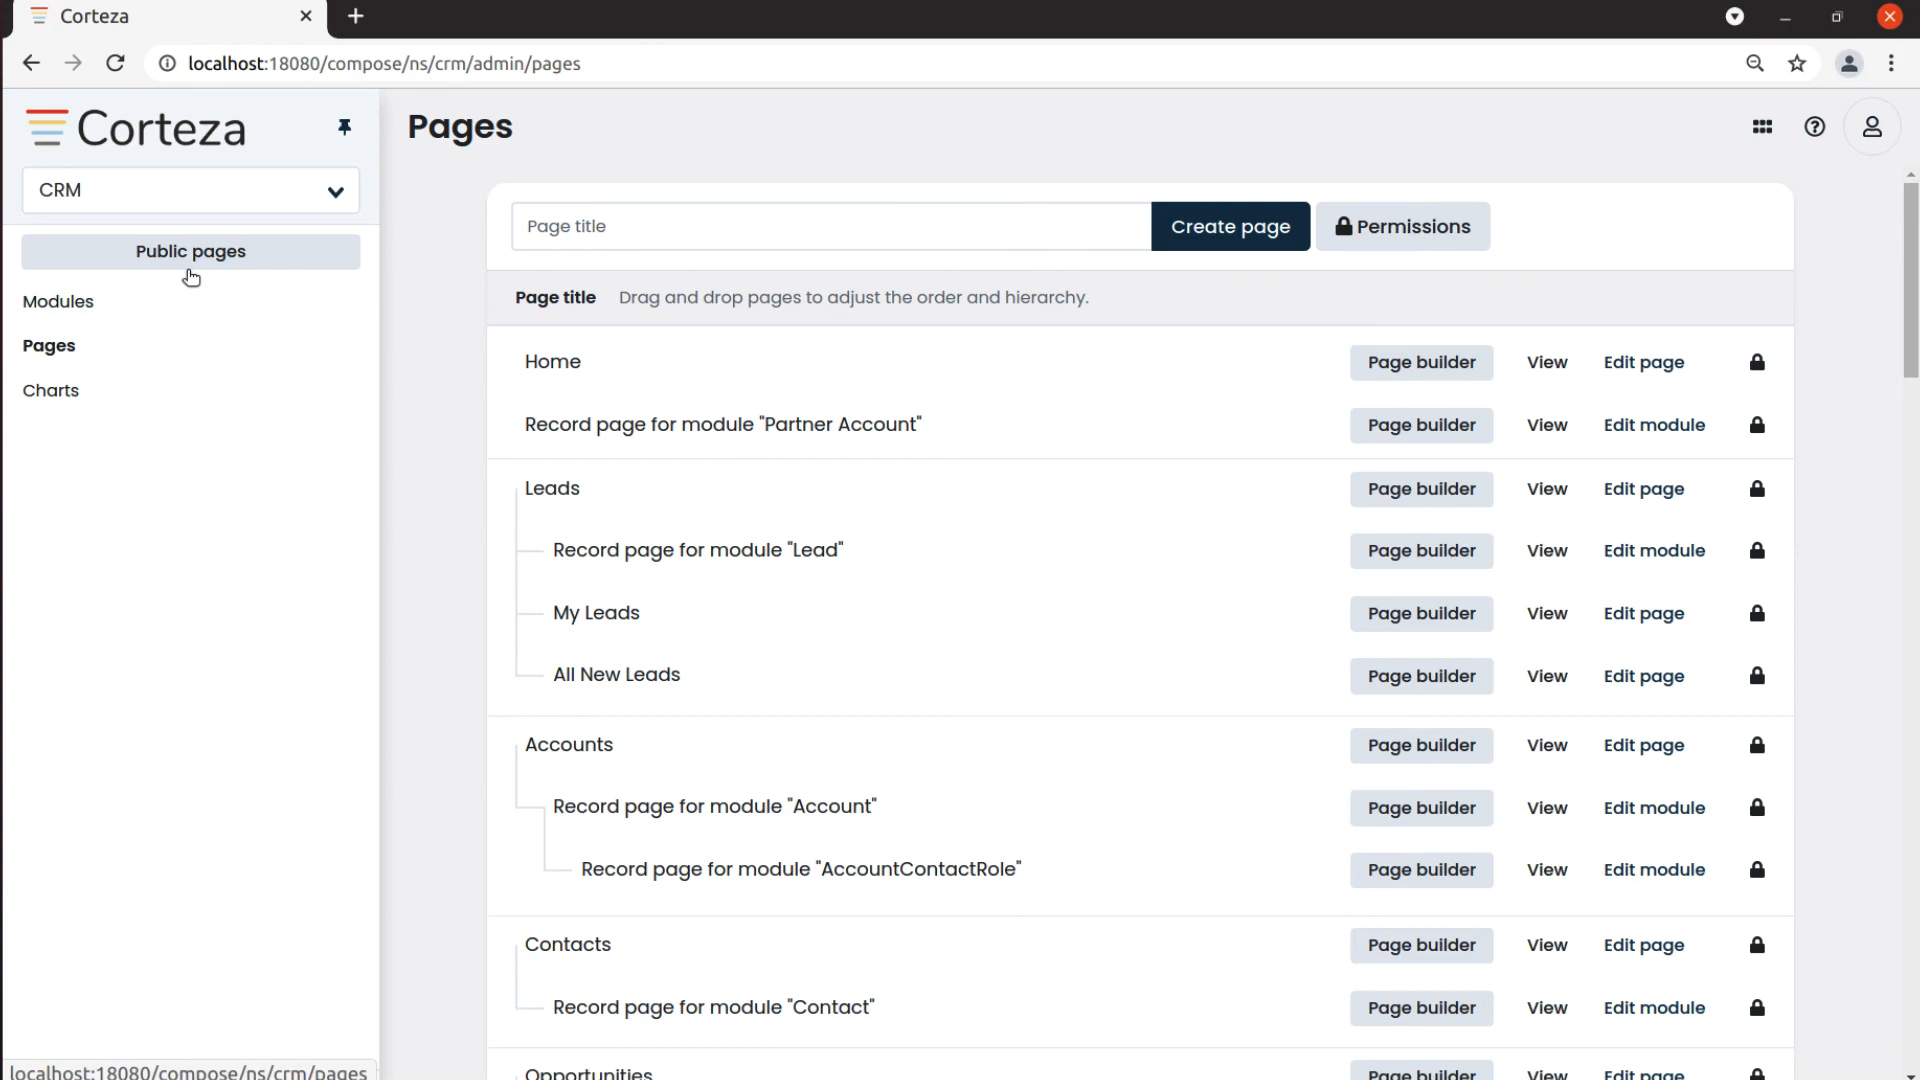 Corteza
localhost:18080/compose/ns/crm/admin/pages
Corteza
Pages
CRM
Public pages
Modules
Pages
Charts
Page title
Create page
Permissions
Page title Drag and drop pages to adjust the order and hierarchy.
Home Page builder View Edit page
Record page for module "Partner Account" Page builder View Edit module
Leads Page builder View Edit page
Record page for module "Lead" Page builder View Edit module
My Leads Page builder View Edit page
All New Leads Page builder View Edit page
Accounts Page builder View Edit page
Record page for module "Account" Page builder View Edit module
Record page for module "AccountContactRole" Page builder View Edit module
Contacts Page builder View Edit page
Record page for module "Contact" Page builder View Edit module
Opportunities Page builder View Edit page
localhost:18080/compose/ns/crm/pages